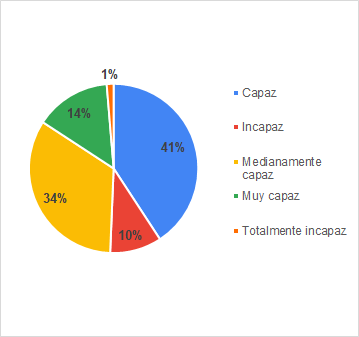 1%
14%
41%
34%
10%
Capaz
Incapaz
Medianamente
capaz
Muy capaz
Totalmente incapaz